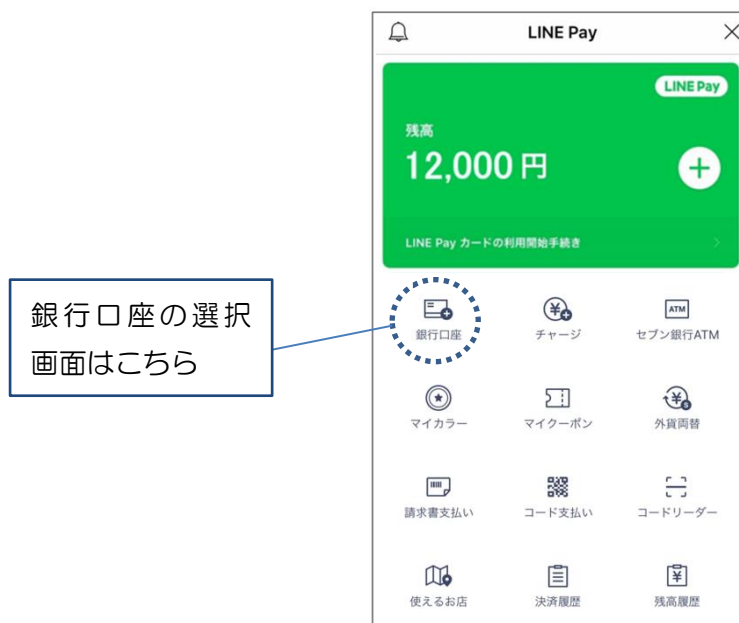 LINE Pay
LINE Pay
残高
12,000 円
LINE Pay カードの利用開始手続き
銀行口座の選択
画面はこちら
銀行口座
チャージ
ATM
セブン銀行ATM
マイカラー
マイクーポン
外貨両替
請求書支払い
コード支払い
コードリーダー
使えるお店
決済履歴
残高履歴